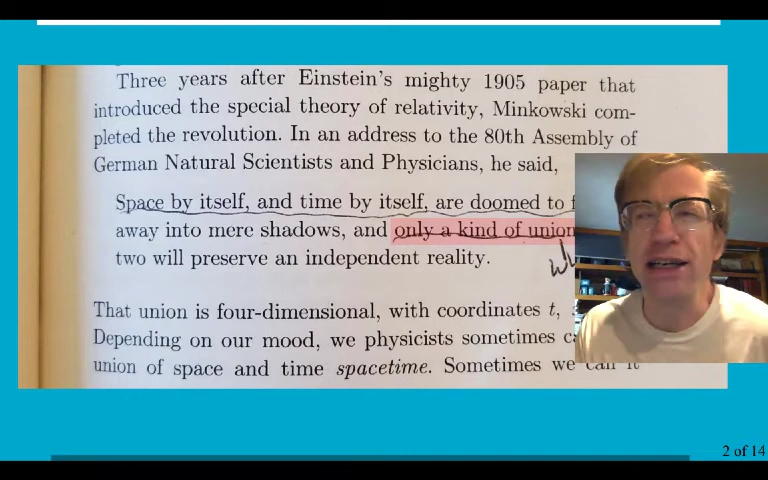 Three years after Einstein's mighty 1905 paper that
introduced the special theory of relativity, Minkowski com-
pleted the revolution. In an address to the 80th Assembly of
German Natural Scientists and Physicians, he said,
Space by itself, and time by itself, are doomed to
away into mere shadows, and only a kind of union
two will preserve an independent reality.
That union is four-dimensional, with coordinates t,
Depending on our mood, we physicists sometimes
union of space and time spacetime. Sometimes we call it
2 of 14